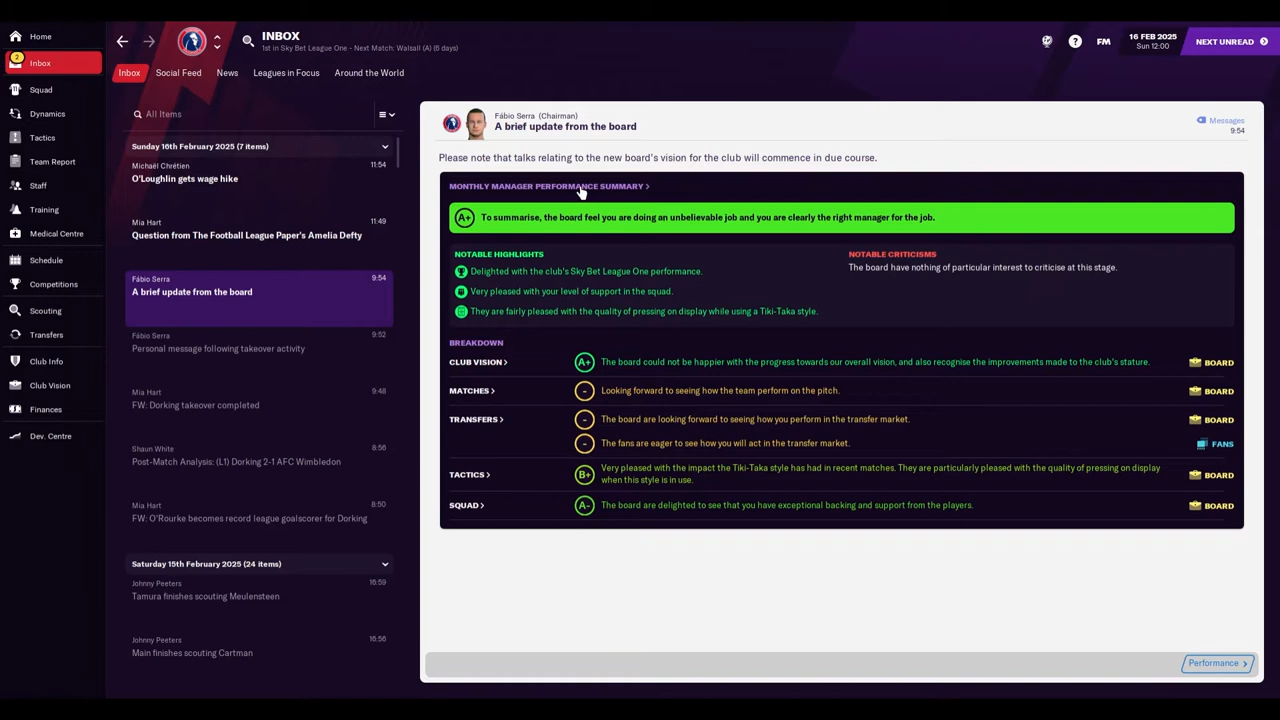 Home
2
Inbox
Squad
Dynamics
Tactics
Team Report
Staff
Training
Medical Centre
Schedule
Competitions
Scouting
Transfers
Club Info
Club Vision
Finances
Dev. Centre
INBOX
1st in Sky Bet League One - Next Match: Walsall (A) (6 days)
FM
16 FEB 2025
Sun 12:00
NEXT UNREAD
Inbox Social Feed News Leagues in Focus Around the World
All Items
Sunday 16th February 2025 (7 items)
Michaël Chrétien 11:54
O'Loughlin gets wage hike
Mia Hart 11:49
Question from The Football League Paper's Amelia Defty
Fábio Serra 9:54
A brief update from the board
Fábio Serra 9:52
Personal message following takeover activity
Mia Hart 9:48
FW: Dorking takeover completed
Shaun White 8:56
Post-Match Analysis: (L1) Dorking 2-1 AFC Wimbledon
Mia Hart 8:50
FW: O'Rourke becomes record league goalscorer for Dorking
Saturday 15th February 2025 (24 items)
Johnny Peeters 16:59
Tamura finishes scouting Meulensteen
Johnny Peeters 16:56
Main finishes scouting Cartman
Fábio Serra (Chairman)
A brief update from the board
Messages
9:54
Please note that talks relating to the new board's vision for the club will commence in due course.
MONTHLY MANAGER PERFORMANCE SUMMARY >
A+ To summarise, the board feel you are doing an unbelievable job and you are clearly the right manager for the job.
NOTABLE HIGHLIGHTS
Delighted with the club's Sky Bet League One performance.
Very pleased with your level of support in the squad.
They are fairly pleased with the quality of pressing on display while using a Tiki-Taka style.
NOTABLE CRITICISMS
The board have nothing of particular interest to criticise at this stage.
BREAKDOWN
CLUB VISION > A+ The board could not be happier with the progress towards our overall vision, and also recognise the improvements made to the club's stature. BOARD
MATCHES > - Looking forward to seeing how the team perform on the pitch. BOARD
TRANSFERS > - The board are looking forward to seeing how you perform in the transfer market. BOARD
- The fans are eager to see how you will act in the transfer market. FANS
TACTICS > B+ Very pleased with the impact the Tiki-Taka style has had in recent matches. They are particularly pleased with the quality of pressing on display BOARD
when this style is in use.
SQUAD > A- The board are delighted to see that you have exceptional backing and support from the players. BOARD
Performance >